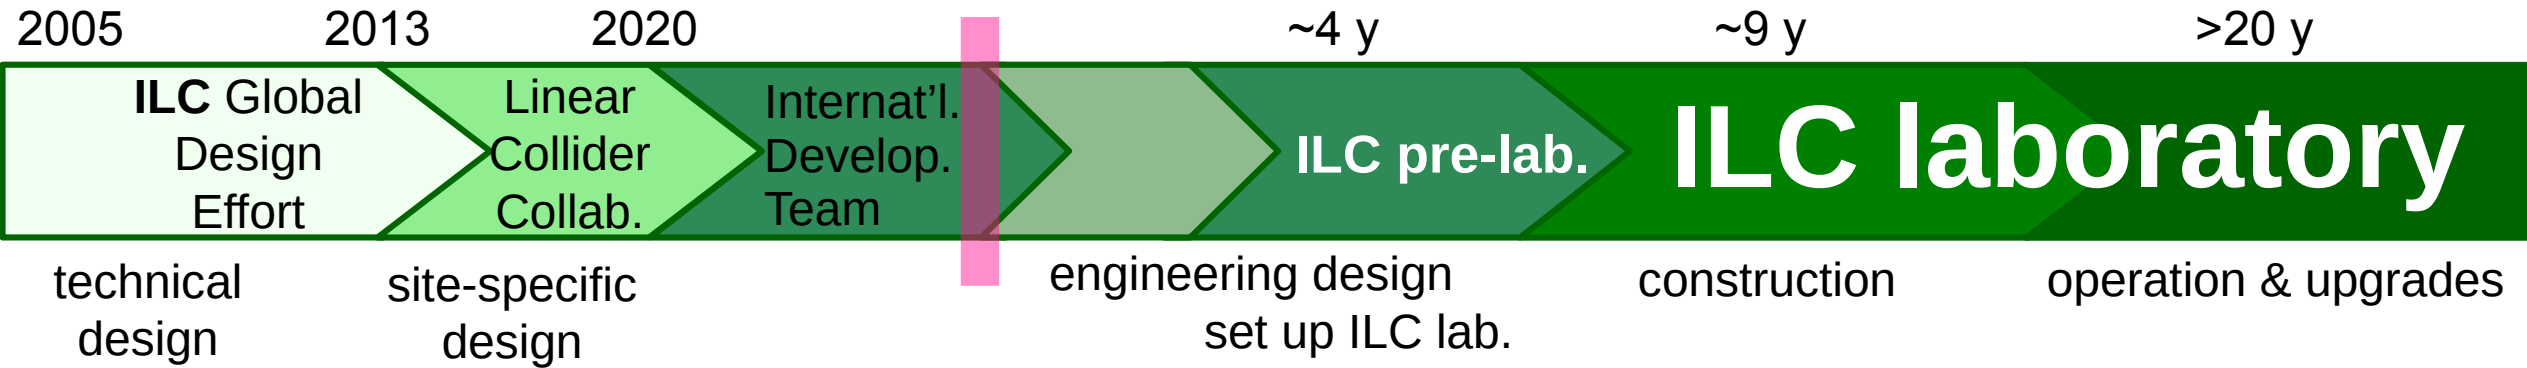 2005 2013 2020 ~4 y ~9 y >20 y
ILC Global
Design
Effort
Linear
Collider
Collab.
Internat’l.
Develop.
Team
ILC pre-lab.
ILC laboratory
technical
design
site-specific
design
engineering design
set up ILC lab.
construction
operation & upgrades